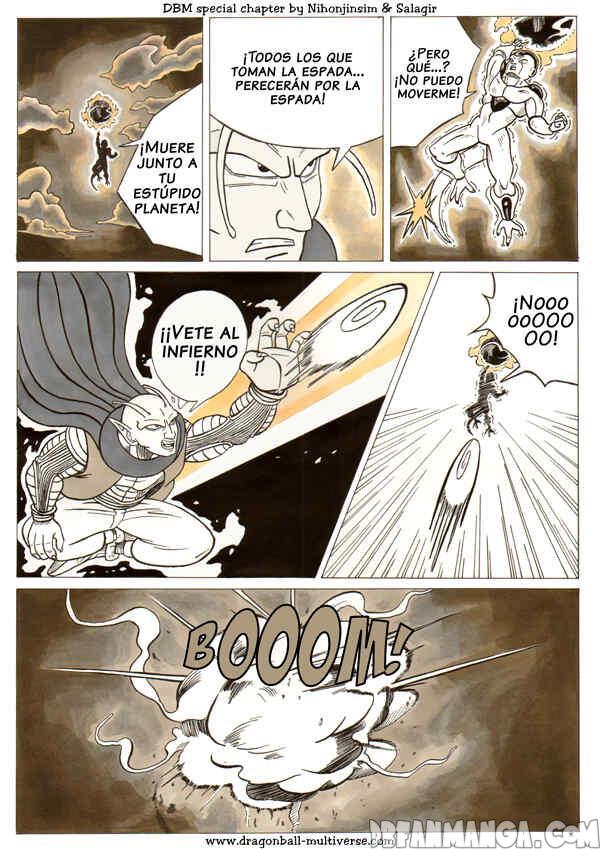 DBM special chapter by Nihonjinsim & Salagir
¡MUERE
JUNTO A
TU
ESTÚPIDO
PLANETA!
¡TODOS LOS QUE
TOMAN LA ESPADA...
PERECERÁN POR LA
ESPADA!
¿PERO
QUÉ...?
¡NO PUEDO
MOVERME!
¡¡VETE AL
INFIERNO
!!
¡NOOO
OOOOO
OO!
BOOOM!
www.dragonball-multiverse.com
DBFANMANGA.COM